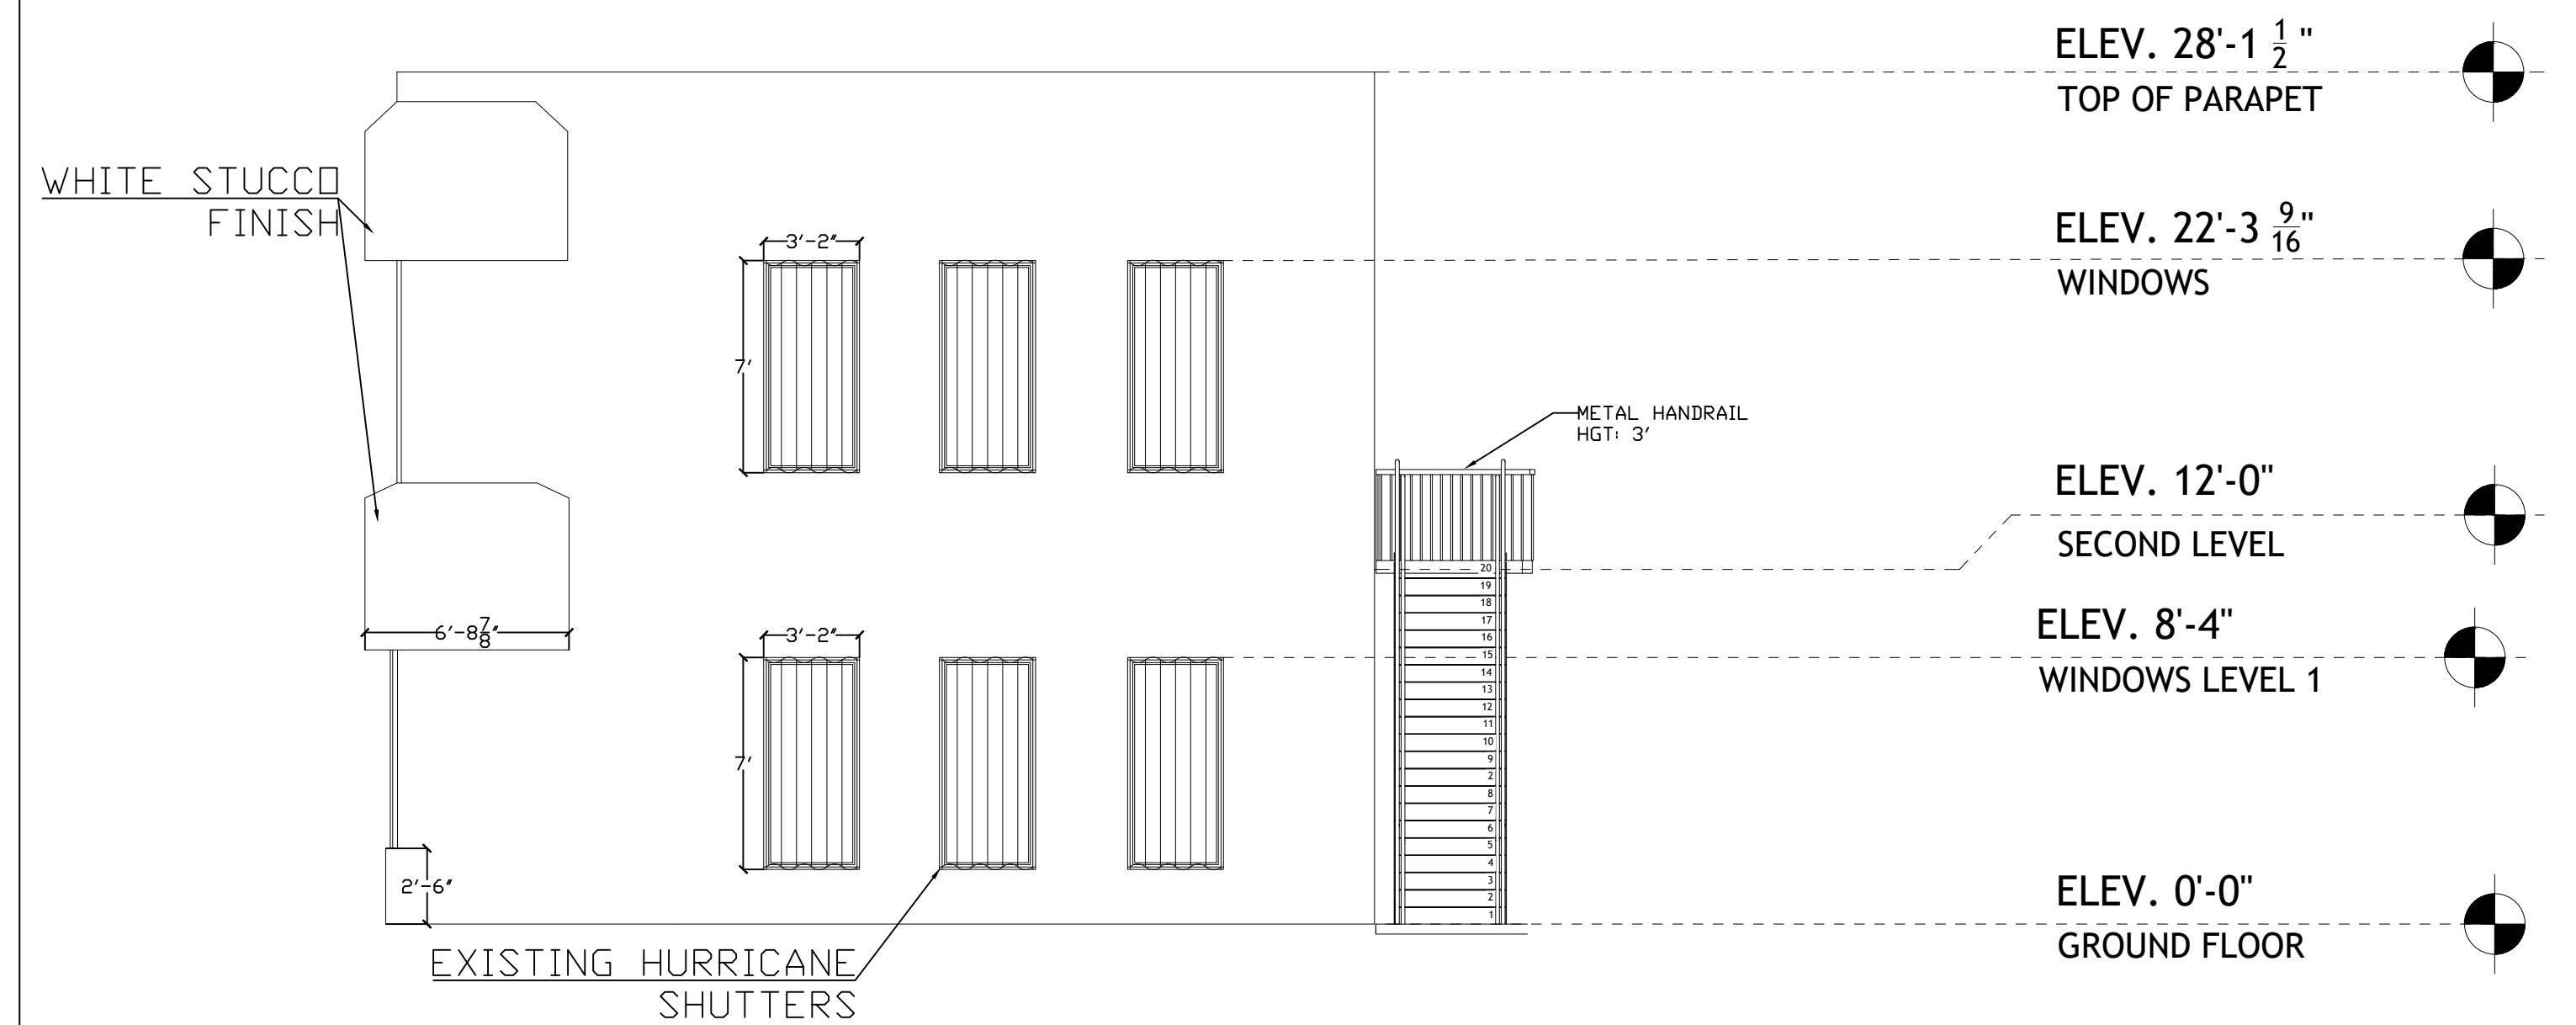 ELEV. 28'-1 1/2 "
TOP OF PARAPET
WHITE STUCCO
FINISH
ELEV. 22'-3 9/16"
WINDOWS
3'-2"
7'
METAL HANDRAIL
HGT: 3'
ELEV. 12'-0"
SECOND LEVEL
6'-8 7/8"
3'-2"
ELEV. 8'-4"
WINDOWS LEVEL 1
7'
20
19
18
17
16
15
14
13
12
11
10
9
2
8
7
6
5
4
3
2
1
2'-6"
ELEV. 0'-0"
GROUND FLOOR
EXISTING HURRICANE
SHUTTERS